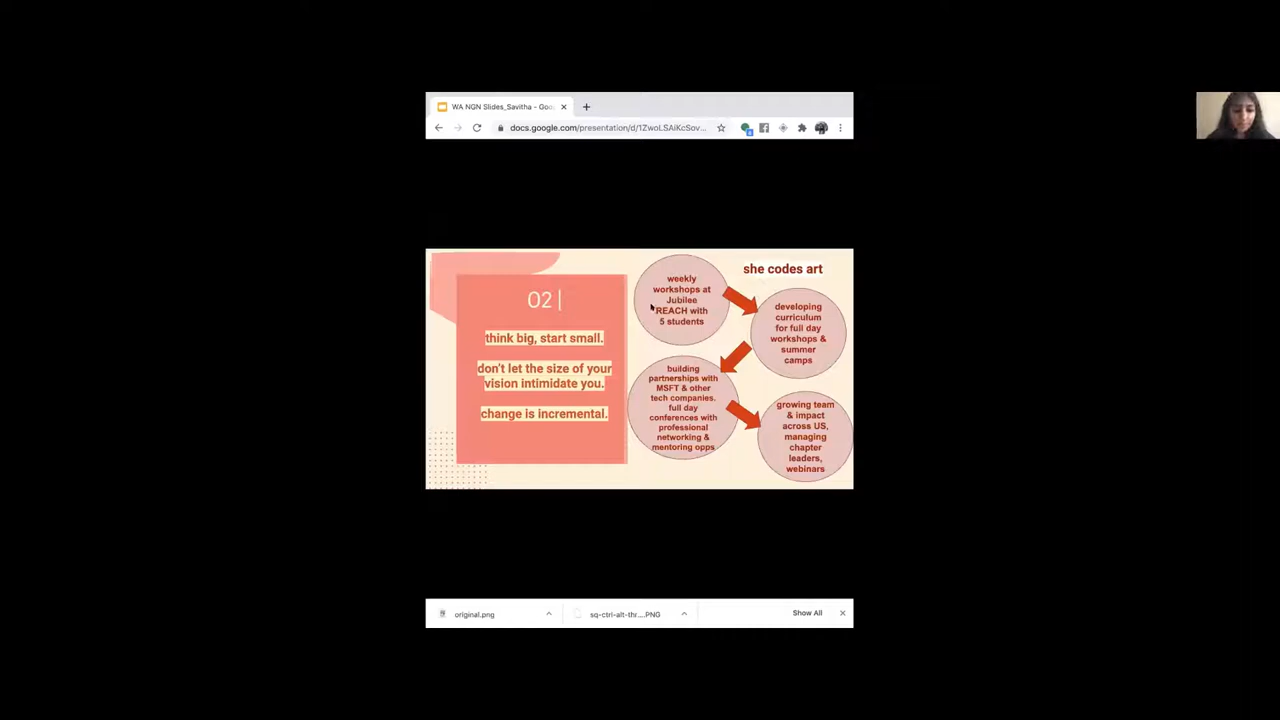 WA NGN Slides_Savitha - Goo
docs.google.com/presentation/d/1ZwoLSAiKcSov...
02 |
think big, start small.
don't let the size of your
vision intimidate you.
change is incremental.
she codes art
weekly
workshops at
Jubilee
REACH with
5 students
developing
curriculum
for full day
workshops &
summer
camps
building
partnerships with
MSFT & other
tech companies.
full day
conferences with
professional
networking &
mentoring opps
growing team
& impact
across US,
managing
chapter
leaders,
webinars
original.png
sq-ctrl-alt-thr....PNG
Show All